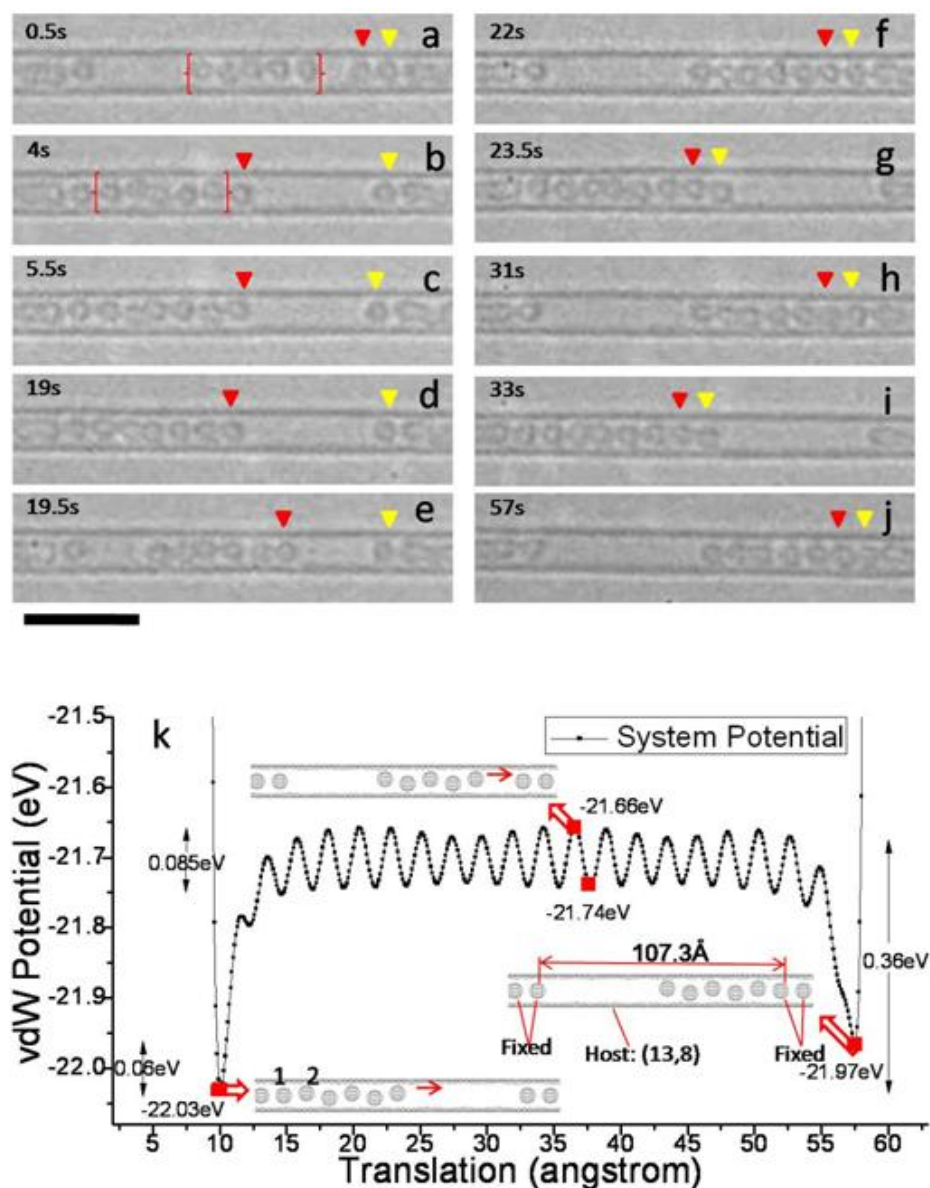 0.5s
a
4s
b
5.5s
c
19s
d
19.5s
e
22s
f
23.5s
g
31s
h
33s
i
57s
j
k
vdW Potential (eV)
-21.5
-21.6
-21.7
-21.8
-21.9
-22.0
System Potential
-21.66eV
0.085eV
-21.74eV
107.3Å
0.36eV
Fixed
Host: (13,8)
Fixed
-21.97eV
0.06eV
1 2
-22.03eV
5 10 15 20 25 30 35 40 45 50 55 60
Translation (angstrom)